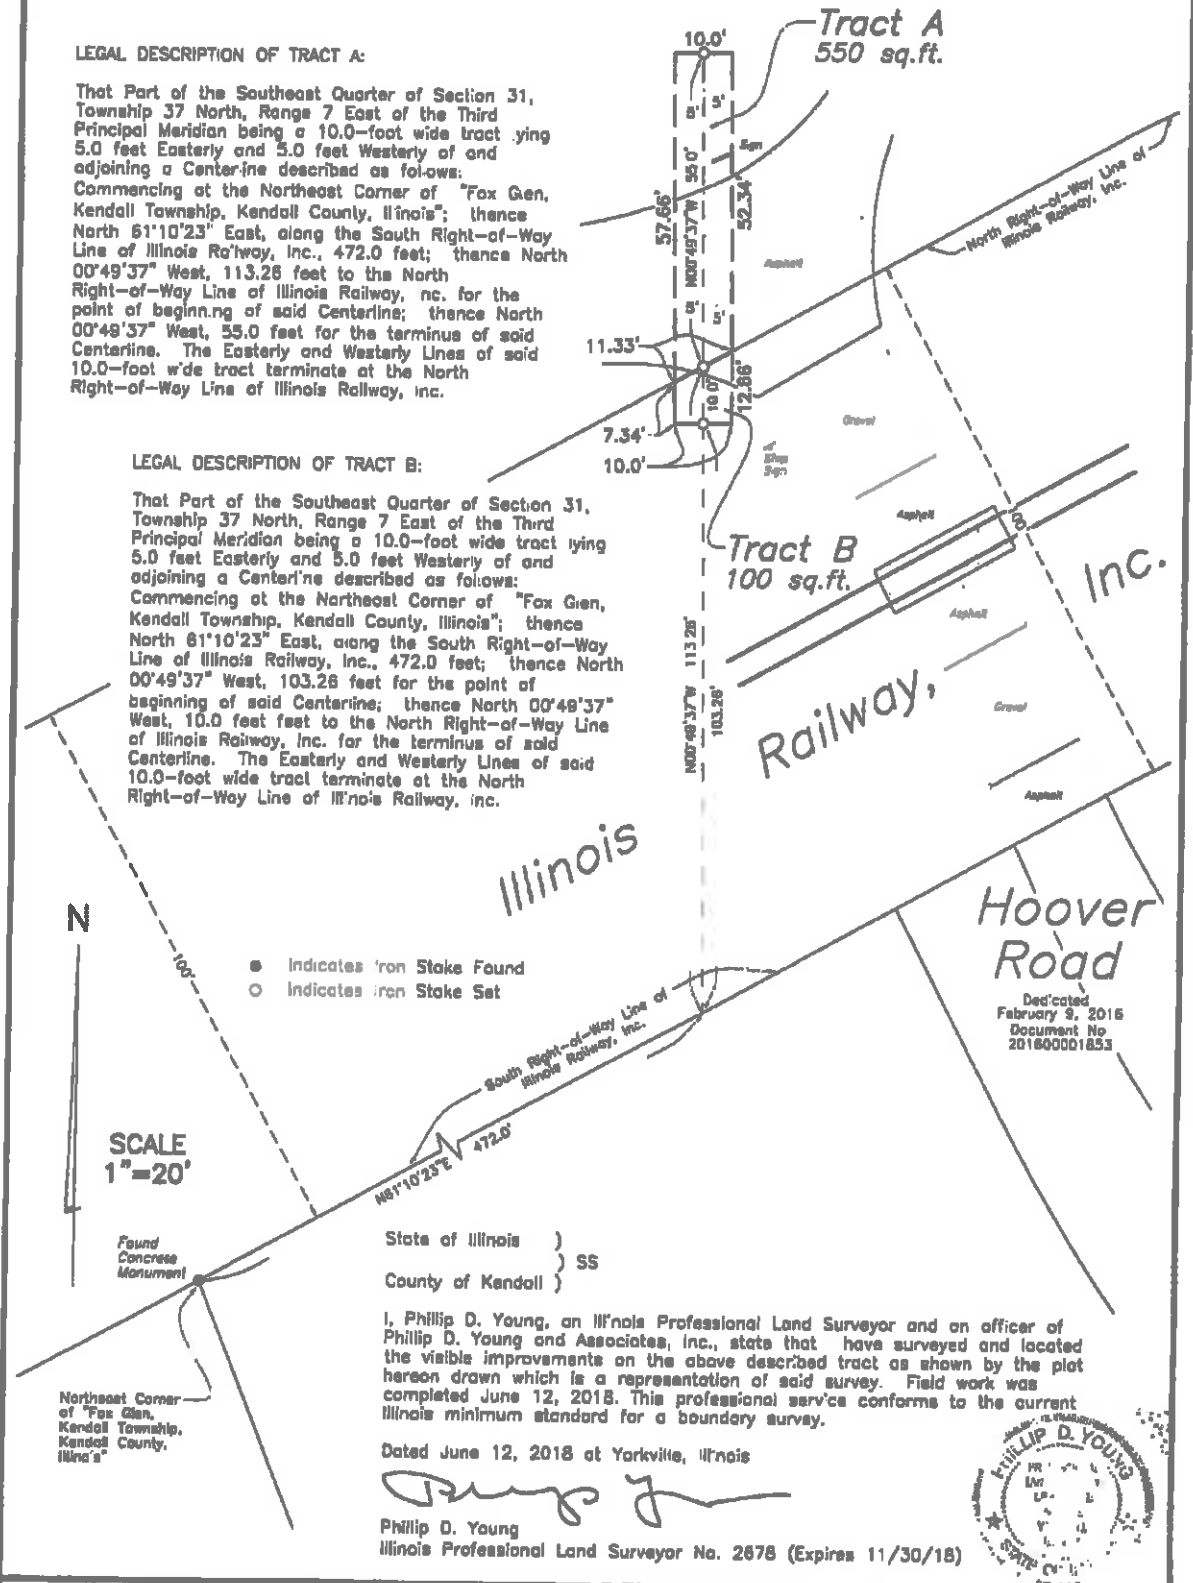 LEGAL DESCRIPTION OF TRACT A:
That Part of the Southeast Quarter of Section 31,
Township 37 North, Range 7 East of the Third
Principal Meridian being a 10.0-foot wide tract ying
5.0 feet Easterly and 5.0 feet Westerly of and
adjoining a Centerine described as follows:
Commencing at the Northeast Corner of "Fox Glen,
Kendall Township, Kendall County, Illinois"; thence
North 61°10'23" East, along the South Right-of-Way
Line of Illinois Railway, Inc., 472.0 feet; thence North
00°49'37" West, 113.26 feet to the North
Right-of-Way Line of Illinois Railway, nc. for the
point of beginning of said Centerline; thence North
00°49'37" West, 55.0 feet for the terminus of said
Centerline. The Easterly and Westerly Lines of said
10.0-foot wide tract terminate at the North
Right-of-Way Line of Illinois Railway, Inc.
LEGAL DESCRIPTION OF TRACT B:
That Part of the Southeast Quarter of Section 31,
Township 37 North, Range 7 East of the Third
Principal Meridian being a 10.0-foot wide tract lying
5.0 feet Easterly and 5.0 feet Westerly of and
adjoining a Centerline described as follows:
Commencing at the Northeast Corner of "Fox Glen,
Kendall Township, Kendall County, Illinois"; thence
North 61°10'23" East, along the South Right-of-Way
Line of Illinois Railway, Inc., 472.0 feet; thence North
00°49'37" West, 103.26 feet for the point of
beginning of said Centerline; thence North 00°49'37"
West, 10.0 feet feet to the North Right-of-Way Line
of Illinois Railway, Inc. for the terminus of said
Centerline. The Easterly and Westerly Lines of said
10.0-foot wide tract terminate at the North
Right-of-Way Line of Illinois Railway, Inc.
10.0'
Tract A
550 sq.ft.
5'
5'
Sign
57.66'
N00°49'37"W 55.0'
52.34'
Asphalt
North Right-of-Way Line of
Illinois Railway, Inc.
5'
5'
11.33'
10.0'
12.86'
7.34'
10.0'
Gravel
Sign
Asphalt
Tract B
100 sq.ft.
Asphalt
N00°49'37"W 113.26'
103.26'
Gravel
Asphalt
Illinois Railway, Inc.
80'
Hoover
Road
Dedicated
February 9, 2016
Document No
201600001853
N
100'
● Indicates Iron Stake Found
○ Indicates Iron Stake Set
South Right-of-Way Line of
Illinois Railway, Inc.
N61°10'23"E 472.0'
SCALE
1"=20'
Found
Concrete
Monument
Northeast Corner
of "Fox Glen,
Kendall Township,
Kendall County,
Illinois"
State of Illinois )
) SS
County of Kendall )
I, Phillip D. Young, an Illinois Professional Land Surveyor and an officer of
Phillip D. Young and Associates, Inc., state that have surveyed and located
the visible improvements on the above described tract as shown by the plat
hereon drawn which is a representation of said survey. Field work was
completed June 12, 2018. This professional service conforms to the current
Illinois minimum standard for a boundary survey.
Dated June 12, 2018 at Yorkville, Illinois
Phillip D. Young
Illinois Professional Land Surveyor No. 2678 (Expires 11/30/18)
PHILLIP D. YOUNG
STATE OF